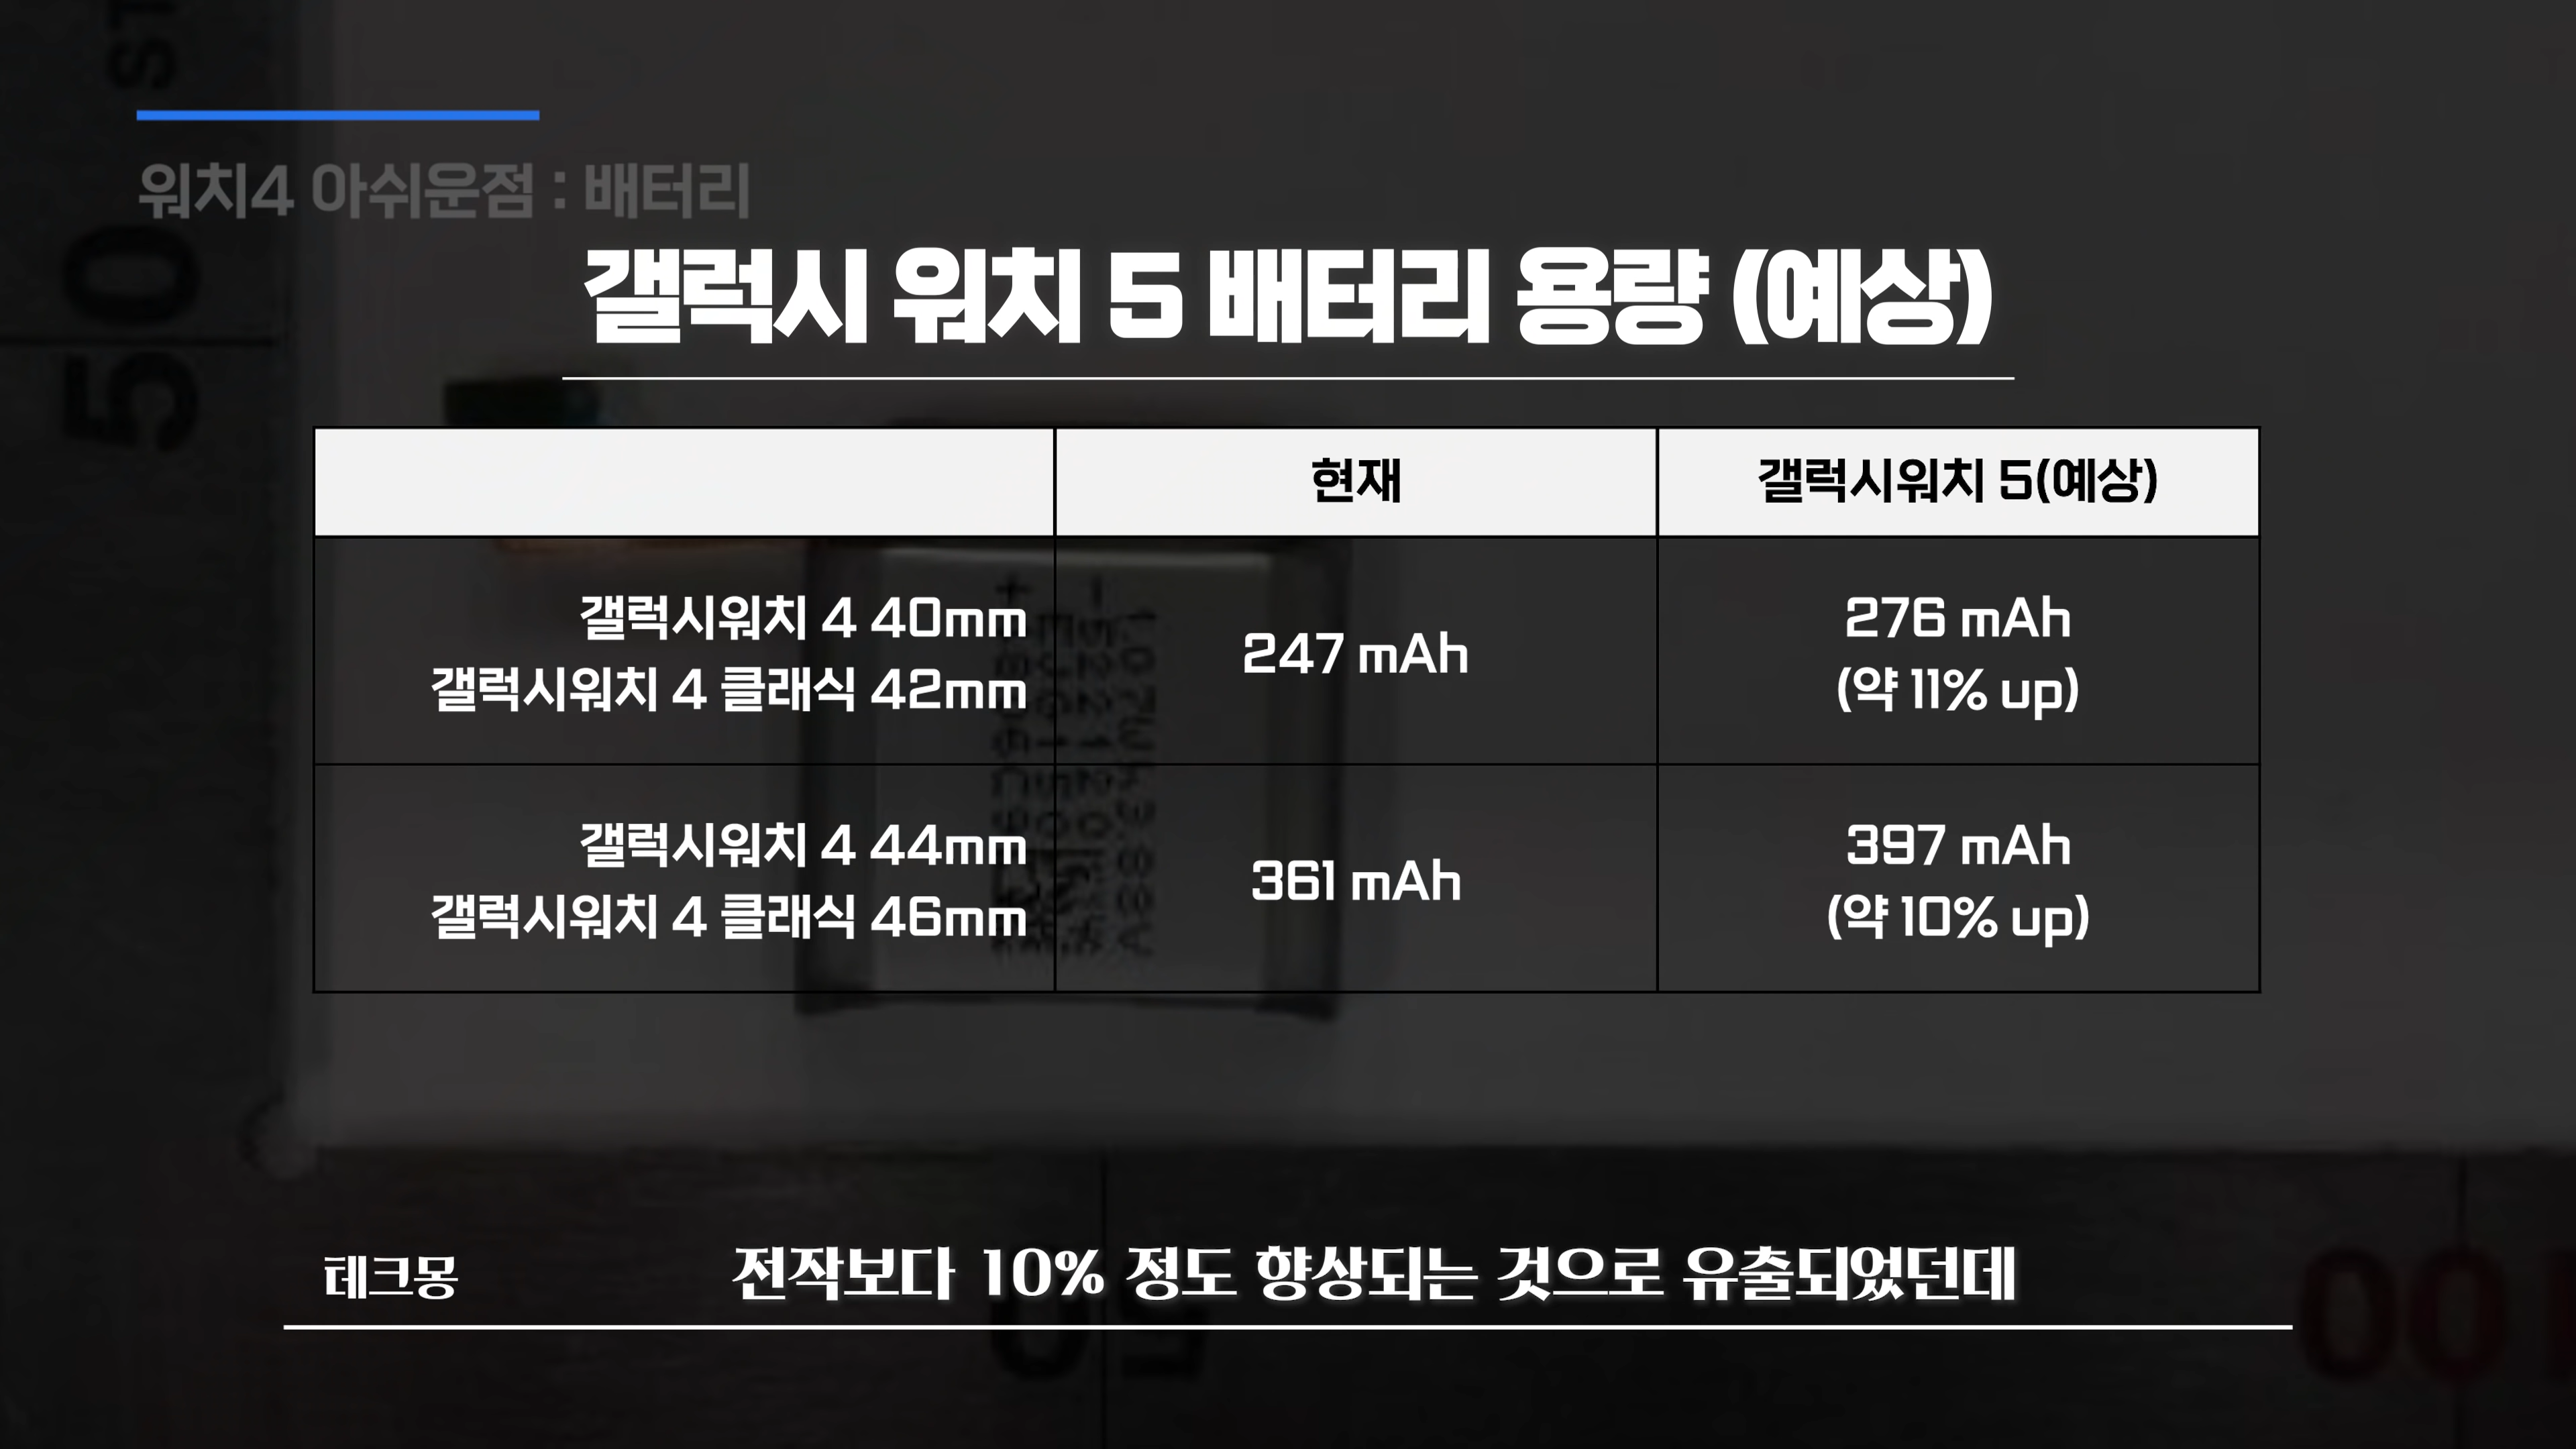 워치4 아쉬운점 : 배터리
갤럭시 워치 5 배터리 용량 (예상)
현재
갤럭시워치 5(예상)
갤럭시워치 4 40mm
갤럭시워치 4 클래식 42mm
247 mAh
276 mAh
(약 11% up)
갤럭시워치 4 44mm
갤럭시워치 4 클래식 46mm
361 mAh
397 mAh
(약 10% up)
테크몽
전작보다 10% 정도 향상되는 것으로 유출되었던데
50